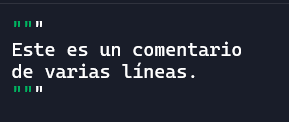 """
Este es un comentario
de varias líneas.
"""